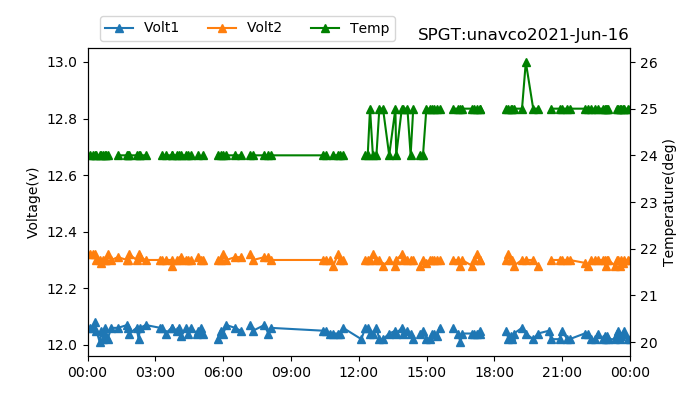 Volt1 Volt2 Temp
SPGT:unavco2021-Jun-16
13.0
12.8
12.6
12.4
12.2
12.0
Voltage(v)
26
25
24
23
22
21
20
Temperature(deg)
00:00 03:00 06:00 09:00 12:00 15:00 18:00 21:00 00:00